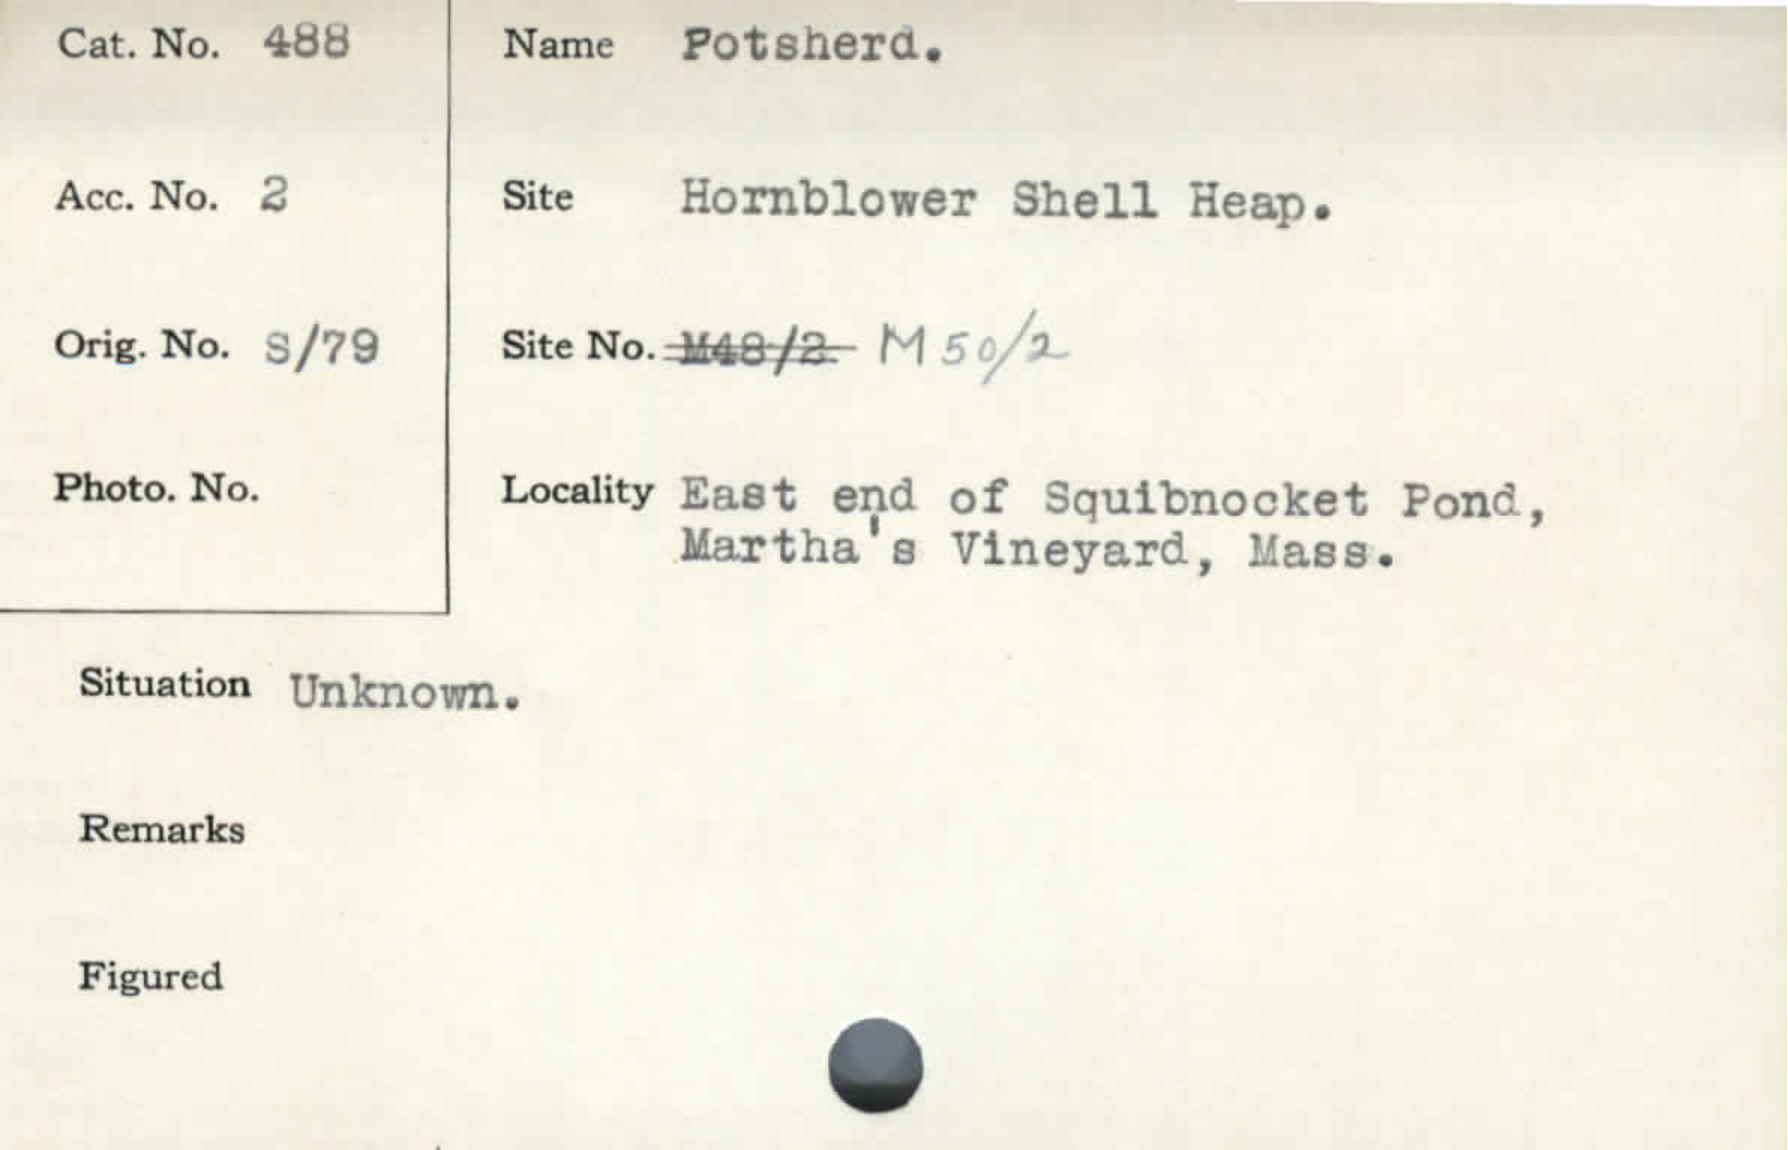 Cat. No. 488
Name Potsherd.
Acc. No. 2
Site Hornblower Shell Heap.
Orig. No. S/79
Site No. M48/2 M50/2
Photo. No.
Locality East end of Squibnocket Pond,
Martha's Vineyard, Mass.
Situation Unknown.
Remarks
Figured